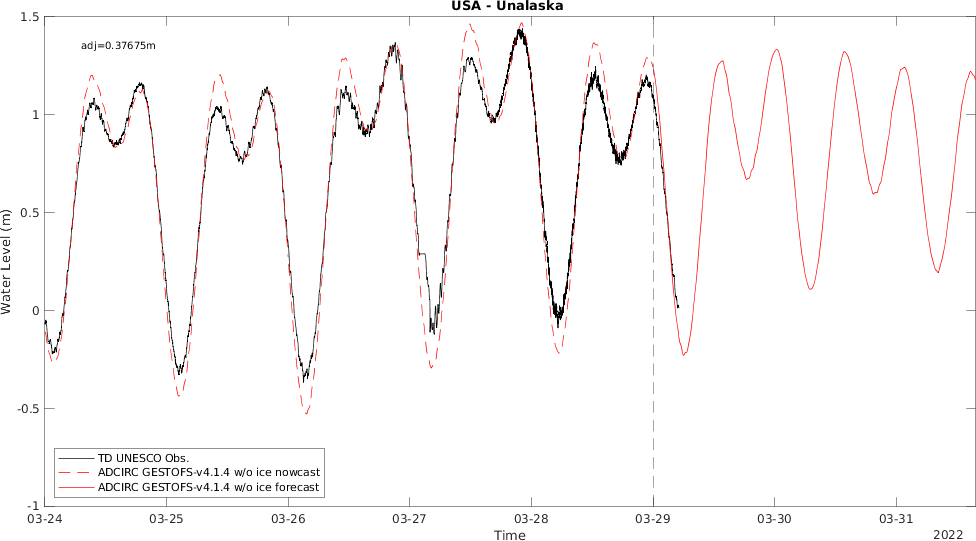 USA - Unalaska
adj=0.37675m
1.5
1
0.5
0
-0.5
-1
Water Level (m)
TD UNESCO Obs.
ADCIRC GESTOFS-v4.1.4 w/o ice nowcast
ADCIRC GESTOFS-v4.1.4 w/o ice forecast
03-24 03-25 03-26 03-27 03-28 03-29 03-30 03-31
Time
2022